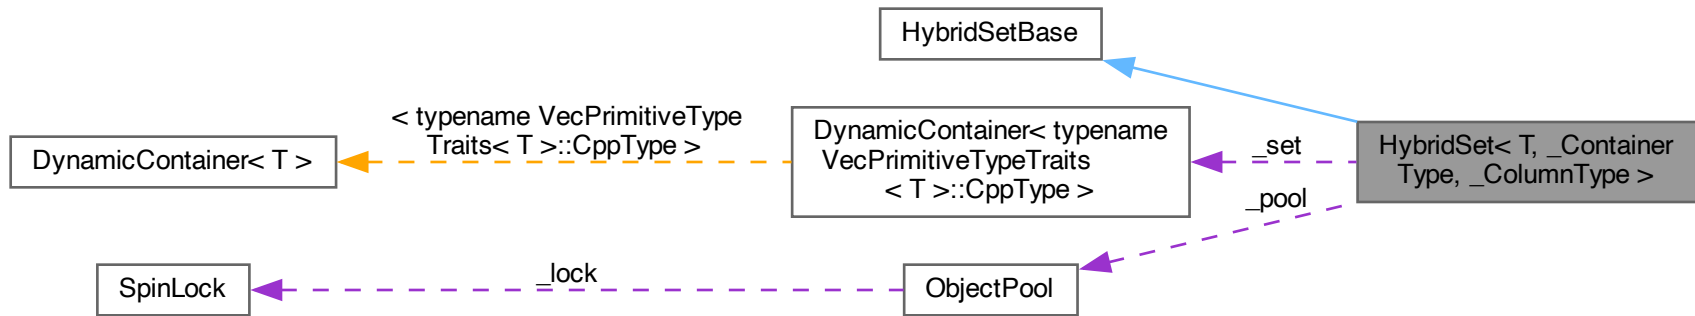 HybridSetBase
< typename VecPrimitiveType
Traits< T >::CppType >
DynamicContainer< T >
DynamicContainer< typename
VecPrimitiveTypeTraits
< T >::CppType >
_set
HybridSet< T, _Container
Type, _ColumnType >
_pool
SpinLock
_lock
ObjectPool